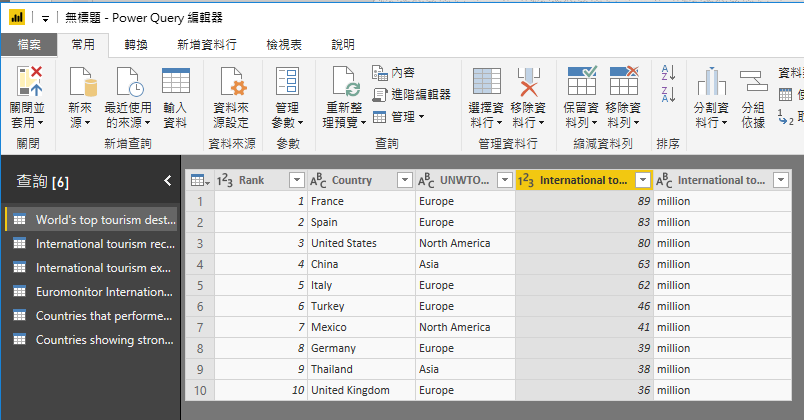 無標題 - Power Query 編輯器
檔案 常用 轉換 新增資料行 檢視表 說明
關閉並套用 新來源 最近使用的來源 輸入資料 資料來源設定 管理參數 重新整理預覽 內容 進階編輯器 管理 選擇資料行 移除資料行 保留資料列 移除資料列 分割資料行 分組依據
關閉 新增查詢 資料來源 參數 查詢 管理資料行 縮減資料列 排序
查詢 [6]
World's top tourism dest...
International tourism rec...
International tourism ex...
Euromonitor Internation...
Countries that performe...
Countries showing stron...
1²3 Rank ABC Country ABC UNWTO... 1²3 International to... ABC International to...
1 1 France Europe 89 million
2 2 Spain Europe 83 million
3 3 United States North America 80 million
4 4 China Asia 63 million
5 5 Italy Europe 62 million
6 6 Turkey Europe 46 million
7 7 Mexico North America 41 million
8 8 Germany Europe 39 million
9 9 Thailand Asia 38 million
10 10 United Kingdom Europe 36 million